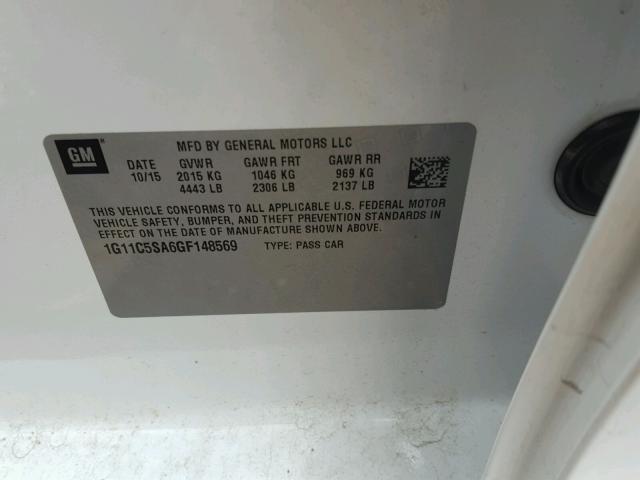 GM
MFD BY GENERAL MOTORS LLC
10/15 GVWR GAWR FRT GAWR RR
2015 KG 1046 KG 969 KG
4443 LB 2306 LB 2137 LB
THIS VEHICLE CONFORMS TO ALL APPLICABLE U.S. FEDERAL MOTOR
VEHICLE SAFETY, BUMPER, AND THEFT PREVENTION STANDARDS IN
EFFECT ON THE DATE OF MANUFACTURE SHOWN ABOVE.
1G11C5SA6GF148569 TYPE: PASS CAR